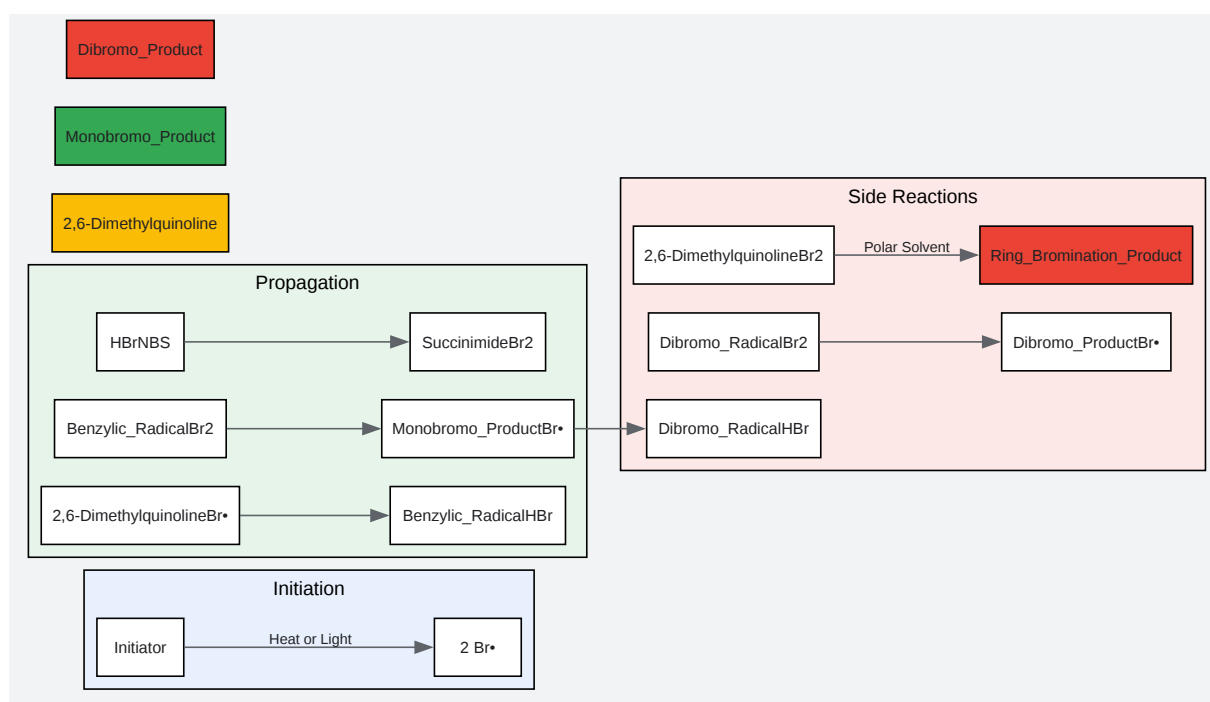 Dibromo_Product
Monobromo_Product
2,6-Dimethylquinoline
Propagation
HBrNBS
SuccinimideBr2
Benzylic_RadicalBr2
Monobromo_ProductBr•
2,6-DimethylquinolineBr•
Benzylic_RadicalHBr
Side Reactions
2,6-DimethylquinolineBr2
Polar Solvent
Ring_Bromination_Product
Dibromo_RadicalBr2
Dibromo_ProductBr•
Dibromo_RadicalHBr
Initiation
Initiator
Heat or Light
2 Br•